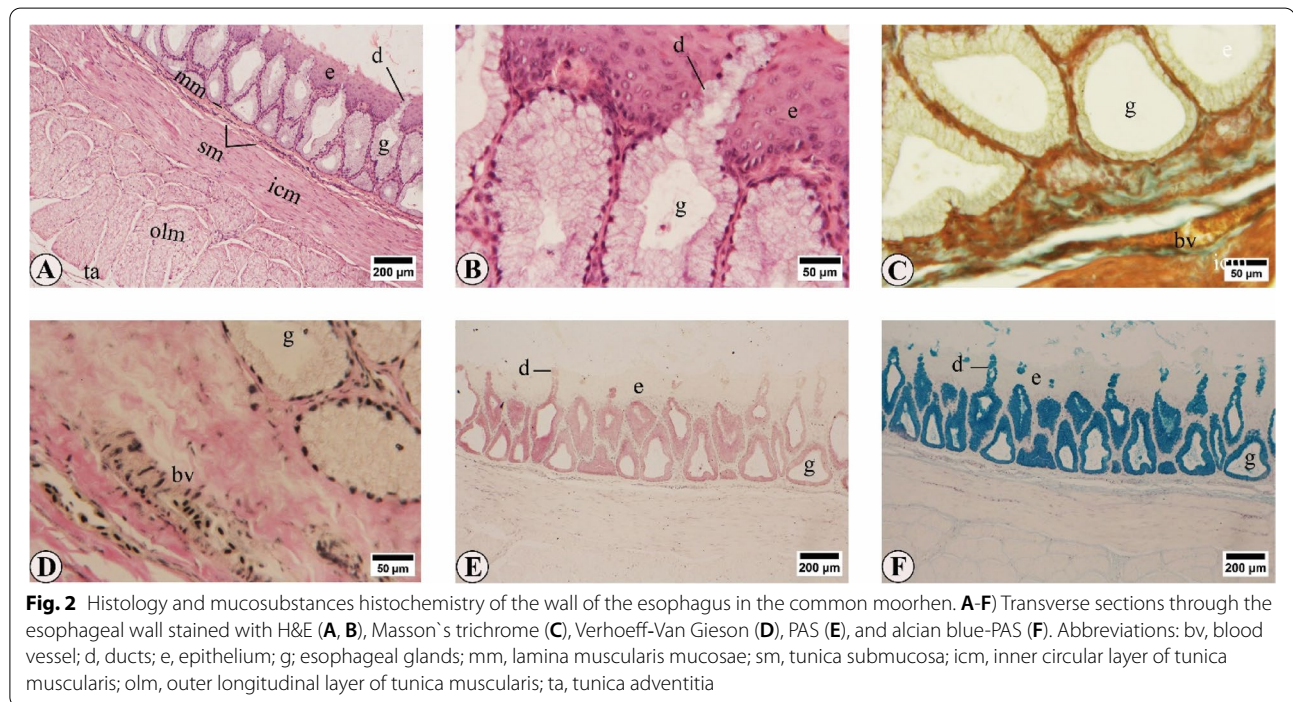 d
e
mm
g
sm
icm
olm
ta
A
200 µm
d
e
g
B
50 µm
e
g
bv
C
50 µm
g
bv
D
50 µm
d
e
g
E
200 µm
d
e
g
F
200 µm
Fig. 2 Histology and mucosubstances histochemistry of the wall of the esophagus in the common moorhen. A-F) Transverse sections through the
esophageal wall stained with H&E (A, B), Masson`s trichrome (C), Verhoeff-Van Gieson (D), PAS (E), and alcian blue-PAS (F). Abbreviations: bv, blood
vessel; d, ducts; e, epithelium; g; esophageal glands; mm, lamina muscularis mucosae; sm, tunica submucosa; icm, inner circular layer of tunica
muscularis; olm, outer longitudinal layer of tunica muscularis; ta, tunica adventitia